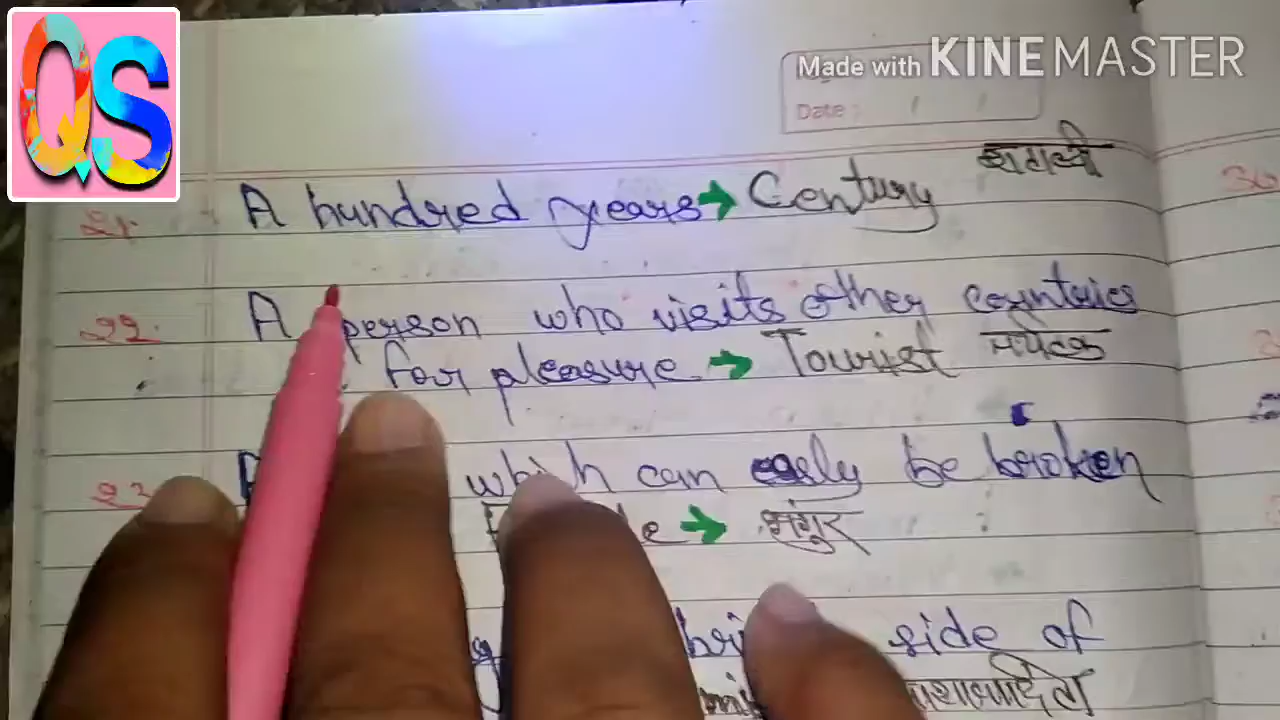 QS
Made with KINEMASTER
Date :
21. A hundred years → Century शताब्दी
22. A person who visits other countries
for pleasure → Tourist पर्यटक
23 which can easly be broken
→ भंगुर
side of